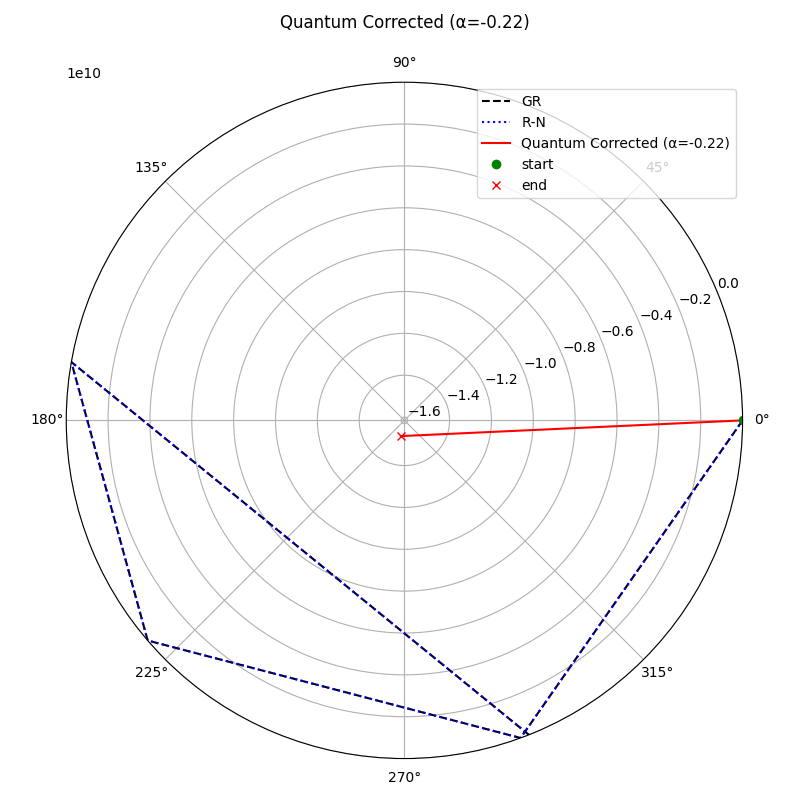 Quantum Corrected (α=-0.22)
1e10
90°
GR
R-N
Quantum Corrected (α=-0.22)
start
end
135°
45°
0.0
−0.2
−0.4
−0.6
−0.8
−1.0
−1.2
−1.4
−1.6
180°
0°
225°
315°
270°